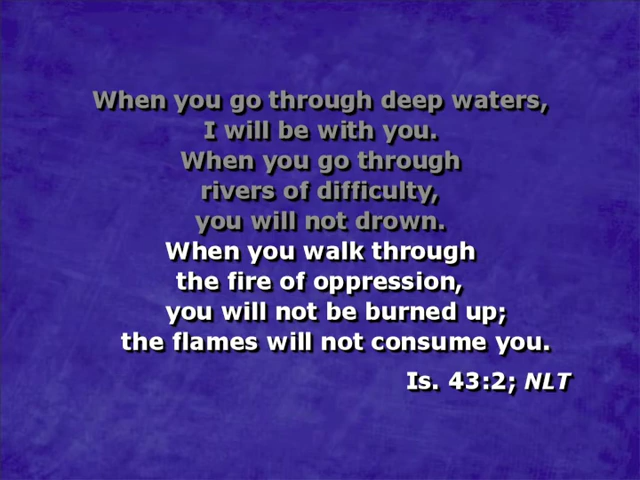 When you go through deep waters,
I will be with you.
When you go through
rivers of difficulty,
you will not drown.
When you walk through
the fire of oppression,
you will not be burned up;
the flames will not consume you.
Is. 43:2; NLT